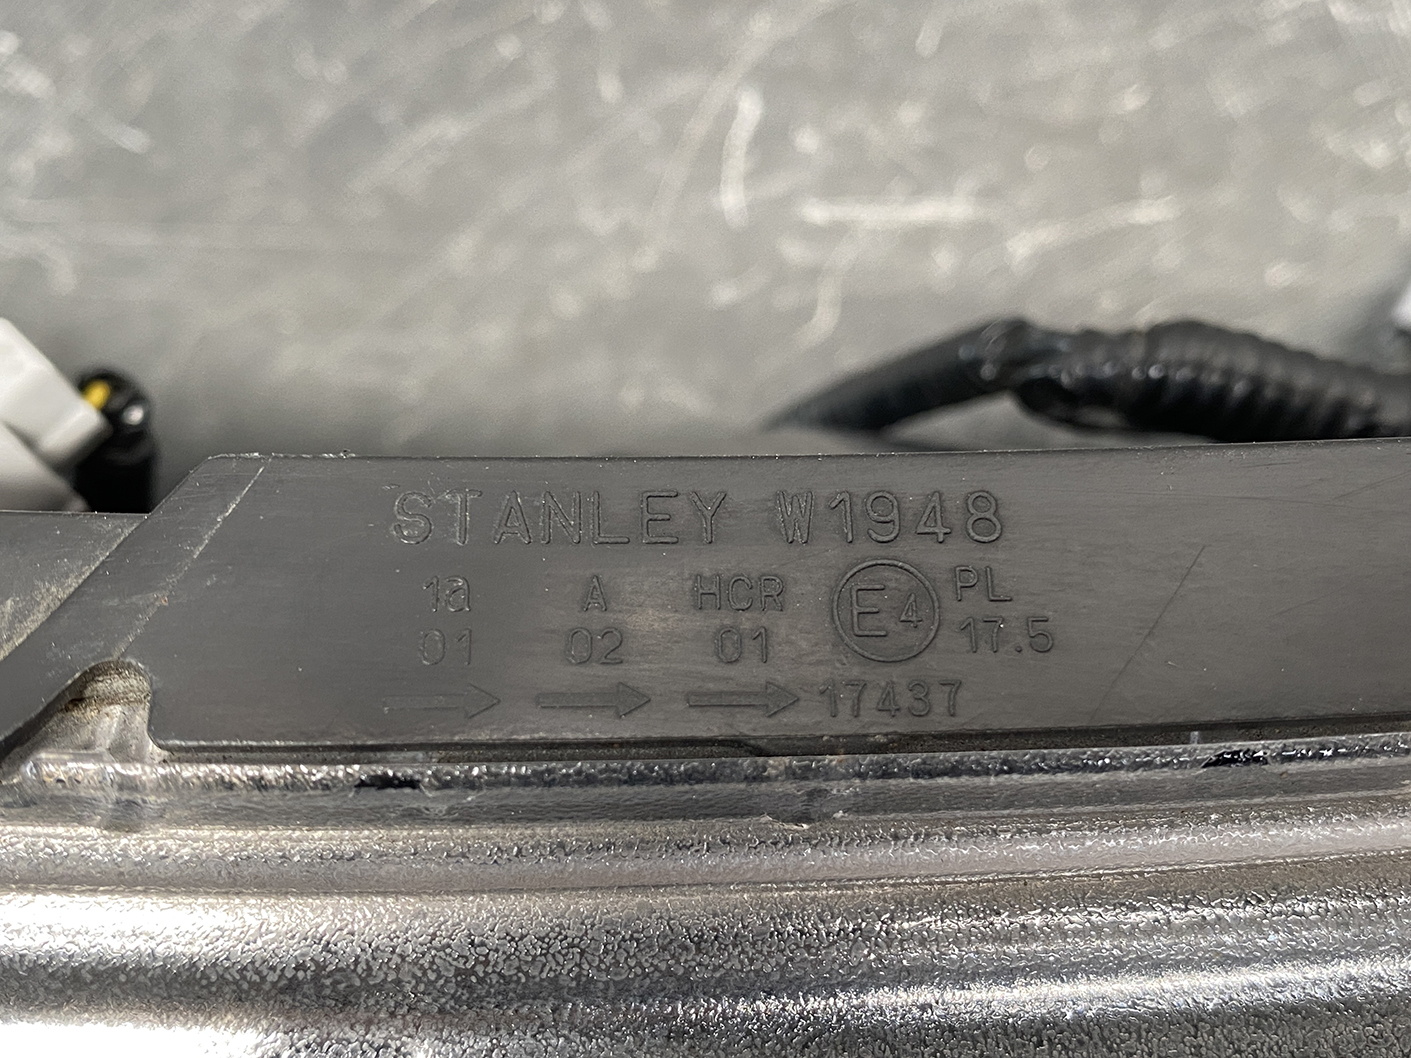 STANLEY W1948
1a A HCR E4 PL
01 02 01 17.5
17437